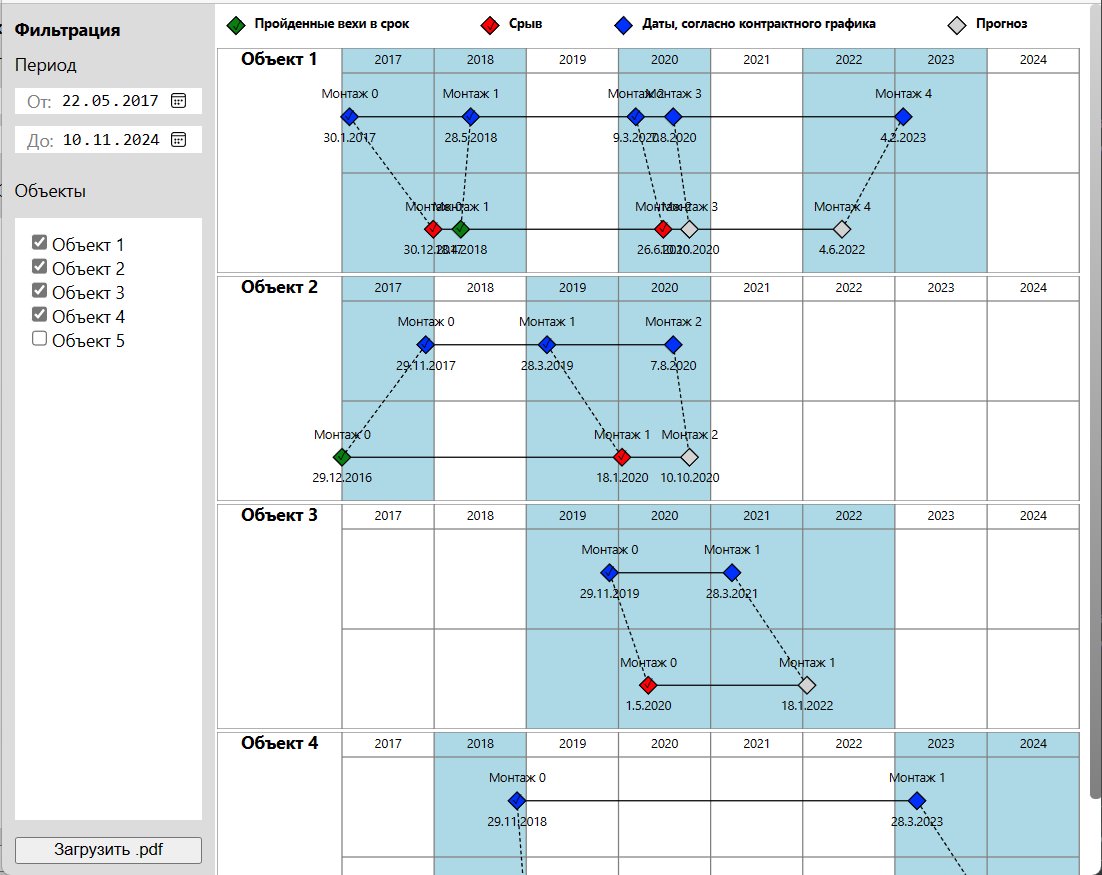 Фильтрация
Период
От: 22.05.2017
До: 10.11.2024
Объекты
Объект 1
Объект 2
Объект 3
Объект 4
Объект 5
Загрузить .pdf
Пройденные вехи в срок Срыв Даты, согласно контрактного графика Прогноз
Объект 1 2017 2018 2019 2020 2021 2022 2023 2024
Монтаж 0 Монтаж 1 Монтаж 2 Монтаж 3 Монтаж 4
30.1.2017 28.5.2018 9.3.2020 7.8.2020 4.2.2023
Монтаж 0 Монтаж 1 Монтаж 2 Монтаж 3 Монтаж 4
30.12.2017 26.6.2020 10.10.2020 4.6.2022
Объект 2 2017 2018 2019 2020 2021 2022 2023 2024
Монтаж 0 Монтаж 1 Монтаж 2
29.11.2017 28.3.2019 7.8.2020
Монтаж 0 Монтаж 1 Монтаж 2
29.12.2016 18.1.2020 10.10.2020
Объект 3 2017 2018 2019 2020 2021 2022 2023 2024
Монтаж 0 Монтаж 1
29.11.2019 28.3.2021
Монтаж 0 Монтаж 1
1.5.2020 18.1.2022
Объект 4 2017 2018 2019 2020 2021 2022 2023 2024
Монтаж 0 Монтаж 1
29.11.2018 28.3.2023